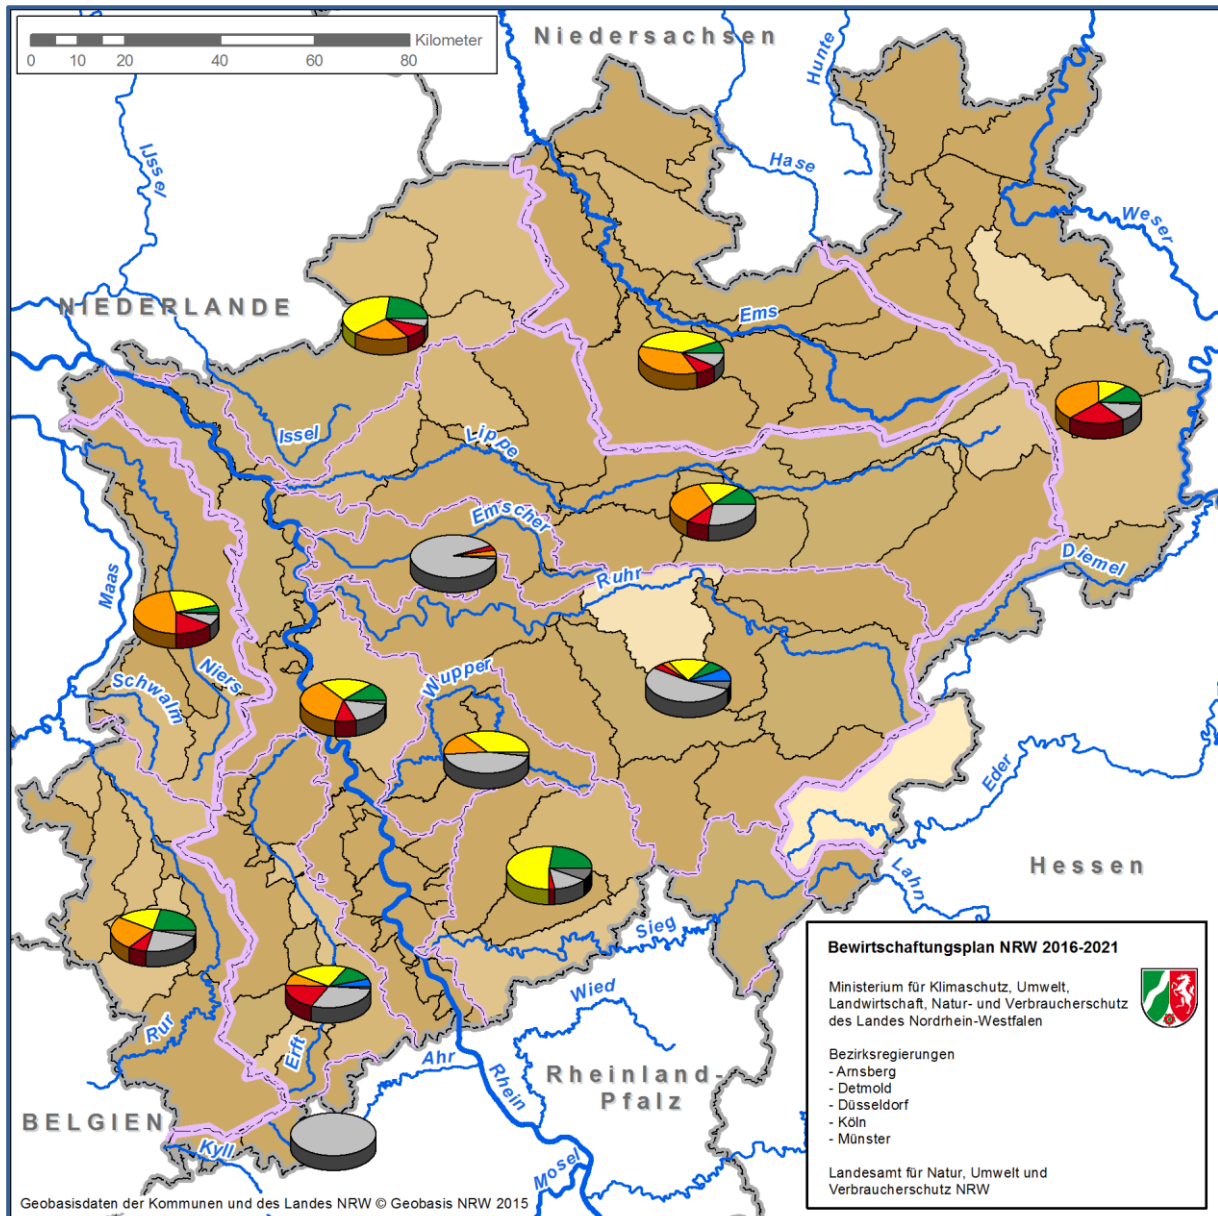 Kilometer
0 10 20 40 60 80
Niedersachsen
Hunte
Hase
IJssel
Weser
NIEDERLANDE
Ems
Issel
Lippe
Emscher
Maas
Ruhr
Diemel
Niers
Schwalm
Wupper
Eder
Lahn
Hessen
Sieg
Rur
Erft
Wied
Ahr
Rhein
Rheinland-
Pfalz
BELGIEN
Kyll
Mosel
Bewirtschaftungsplan NRW 2016-2021
Ministerium für Klimaschutz, Umwelt,
Landwirtschaft, Natur- und Verbraucherschutz
des Landes Nordrhein-Westfalen
Bezirksregierungen
- Arnsberg
- Detmold
- Düsseldorf
- Köln
- Münster
Landesamt für Natur, Umwelt und
Verbraucherschutz NRW
Geobasisdaten der Kommunen und des Landes NRW © Geobasis NRW 2015